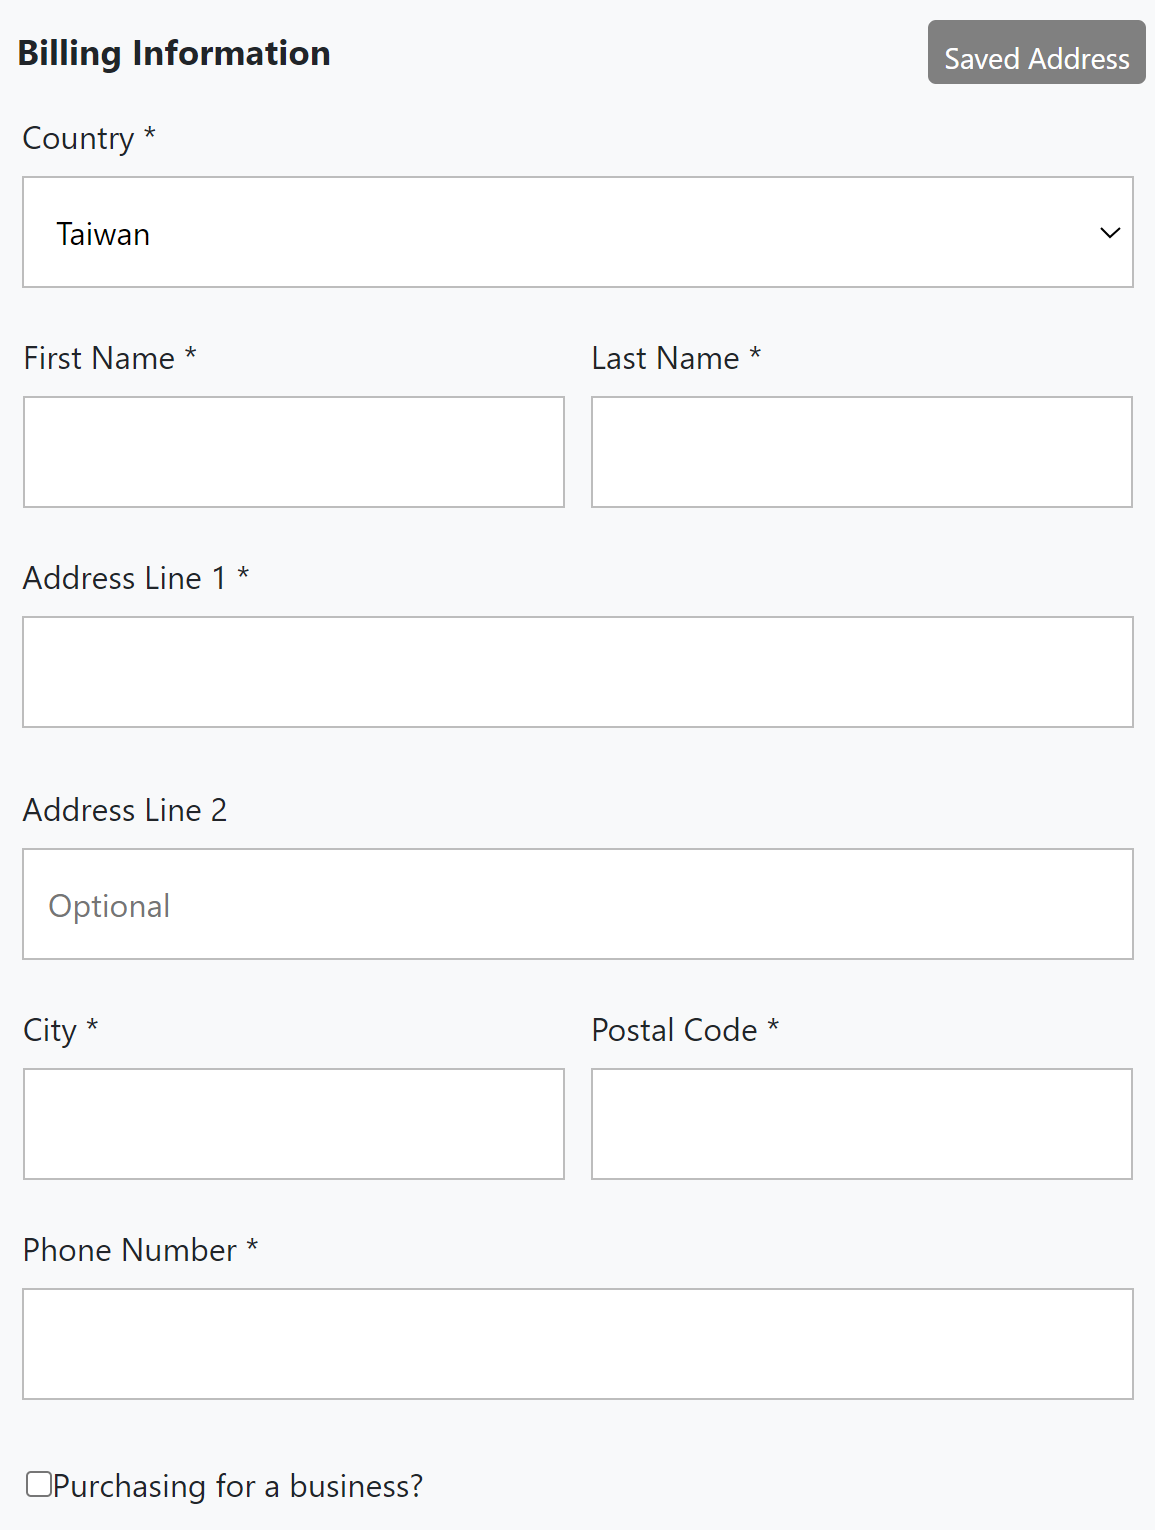 Billing Information
Saved Address
Country *
Taiwan
First Name *
Last Name *
Address Line 1 *
Address Line 2
Optional
City *
Postal Code *
Phone Number *
Purchasing for a business?